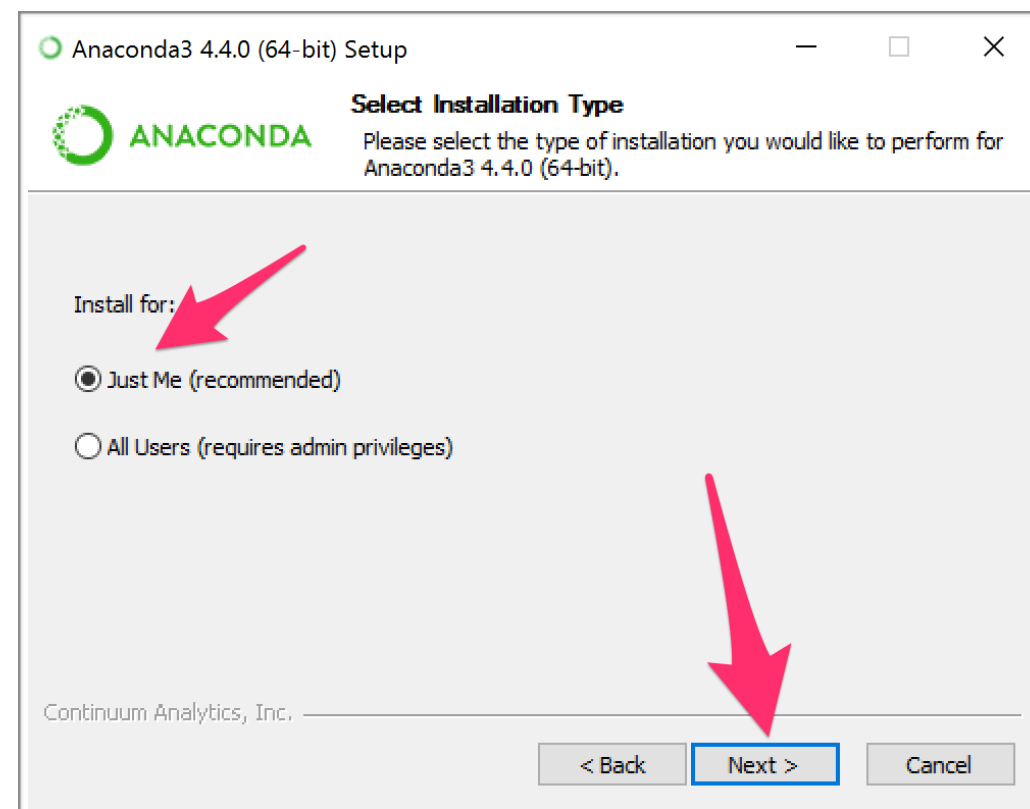 Anaconda3 4.4.0 (64-bit) Setup
ANACONDA
Select Installation Type
Please select the type of installation you would like to perform for
Anaconda3 4.4.0 (64-bit).
Install for:
Just Me (recommended)
All Users (requires admin privileges)
Continuum Analytics, Inc.
< Back
Next >
Cancel